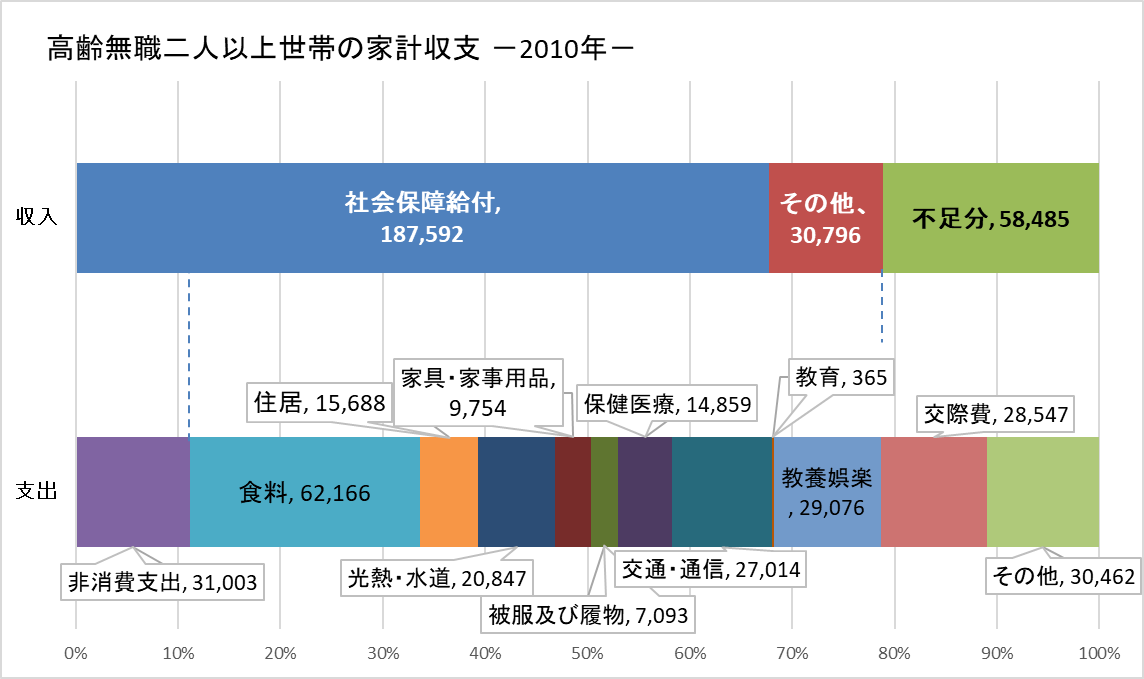 高齢無職二人以上世帯の家計収支 －2010年－
収入
社会保障給付,
187,592
その他、
30,796
不足分, 58,485
家具・家事用品,
9,754
教育, 365
住居, 15,688
保健医療, 14,859
交際費, 28,547
支出
食料, 62,166
教養娯楽
, 29,076
非消費支出, 31,003
光熱・水道, 20,847
交通・通信, 27,014
その他, 30,462
被服及び履物, 7,093
0% 10% 20% 30% 40% 50% 60% 70% 80% 90% 100%